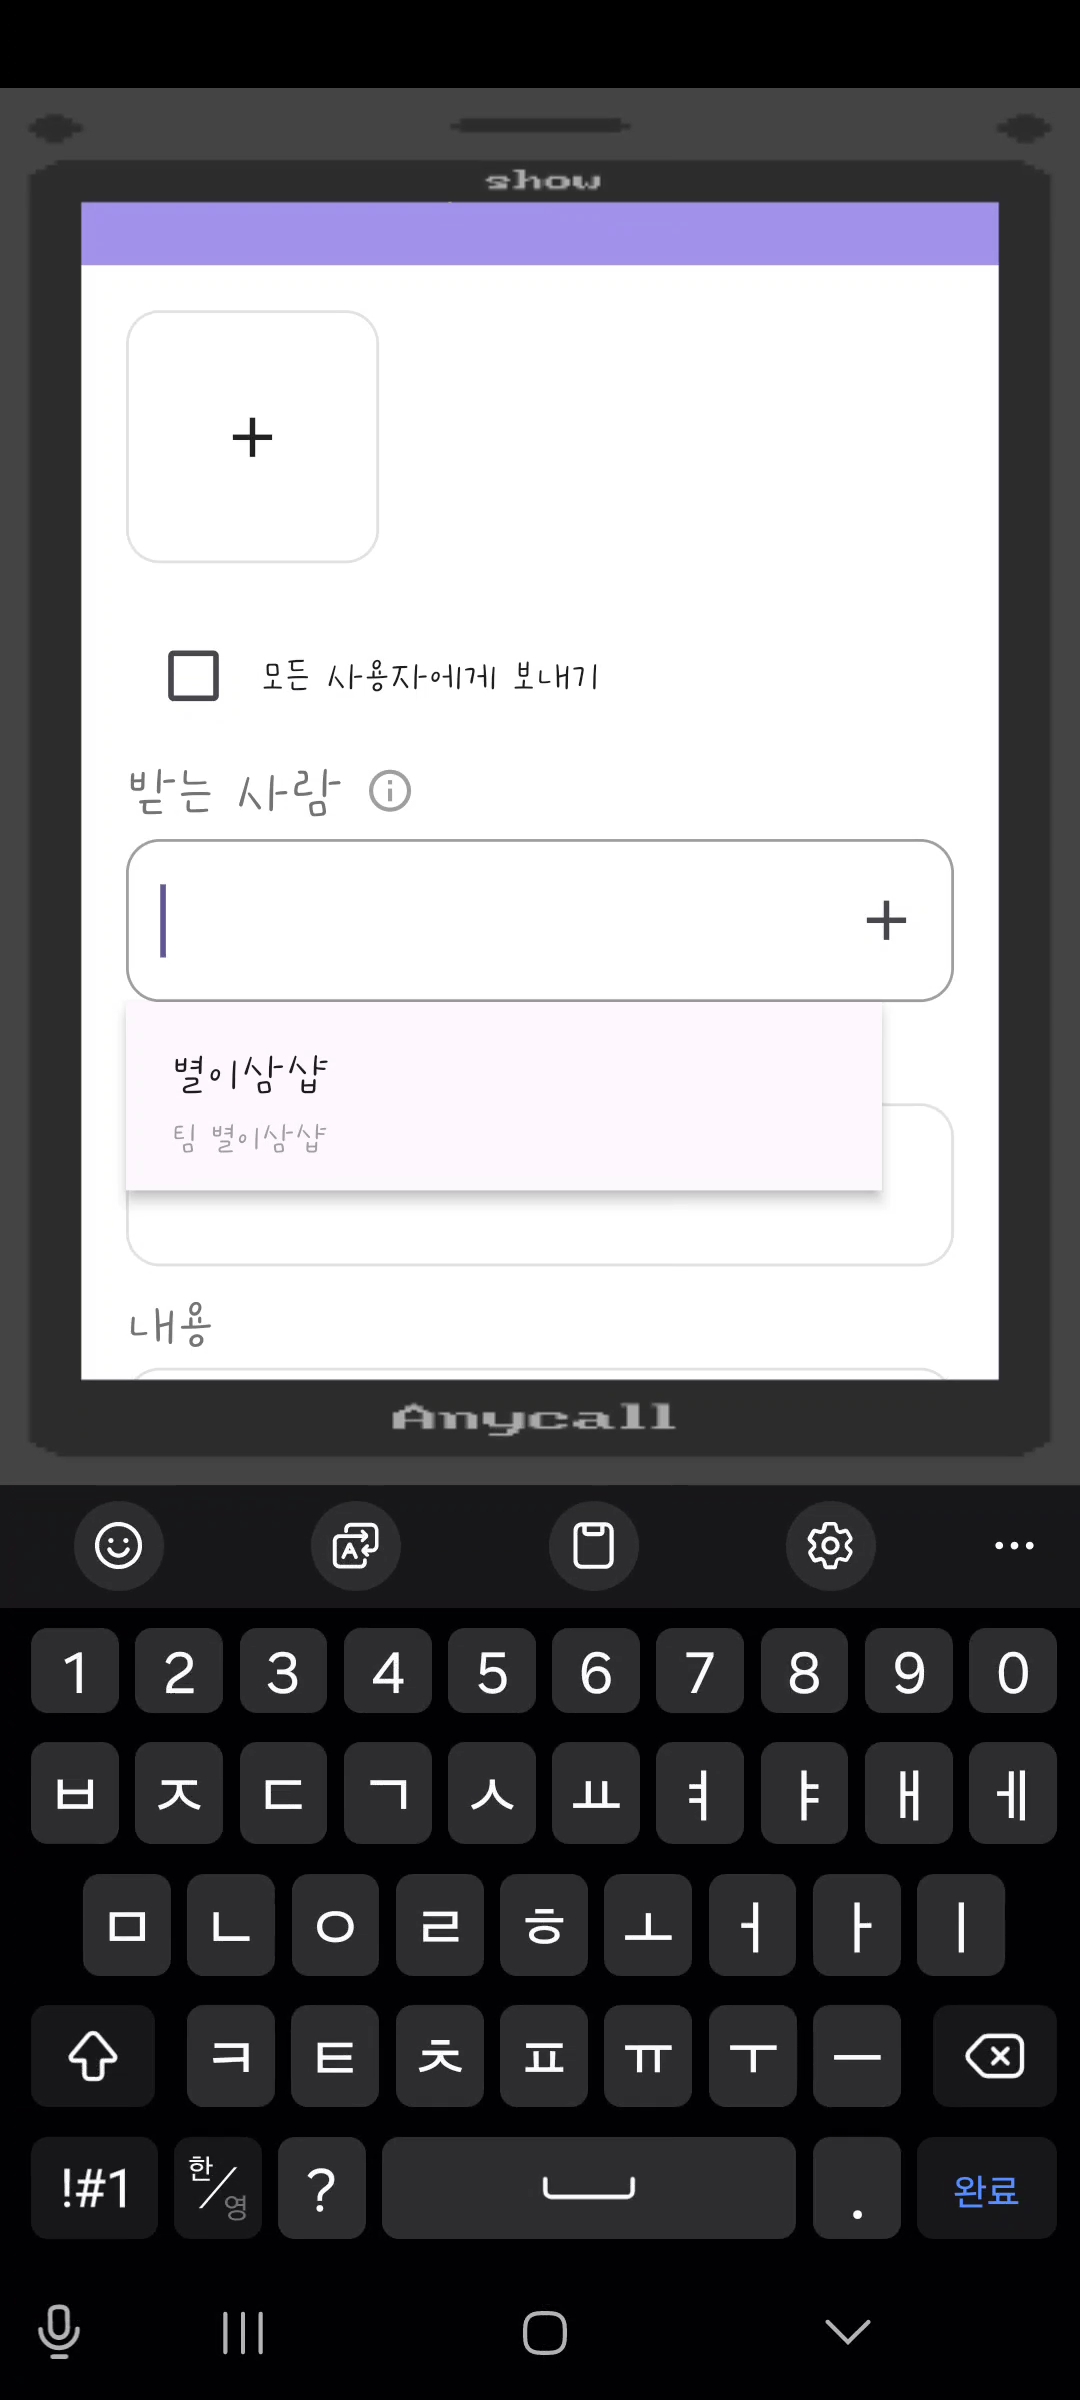 show
모든 사용자에게 보내기
받는 사람
별이삼샵
팀 별이삼샵
내용
Anycall
1 2 3 4 5 6 7 8 9 0
ㅂ ㅈ ㄷ ㄱ ㅅ ㅛ ㅕ ㅑ ㅐ ㅔ
ㅁ ㄴ ㅇ ㄹ ㅎ ㅗ ㅓ ㅏ ㅣ
ㅋ ㅌ ㅊ ㅍ ㅠ ㅜ ㅡ
!#1 한/영 ? . 완료